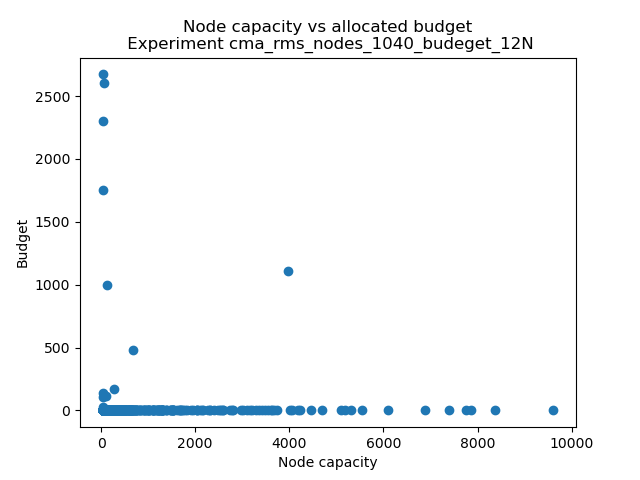 Node capacity vs allocated budget
Experiment cma_rms_nodes_1040_budeget_12N
2500
2000
1500
1000
500
0
Budget
0 2000 4000 6000 8000 10000
Node capacity